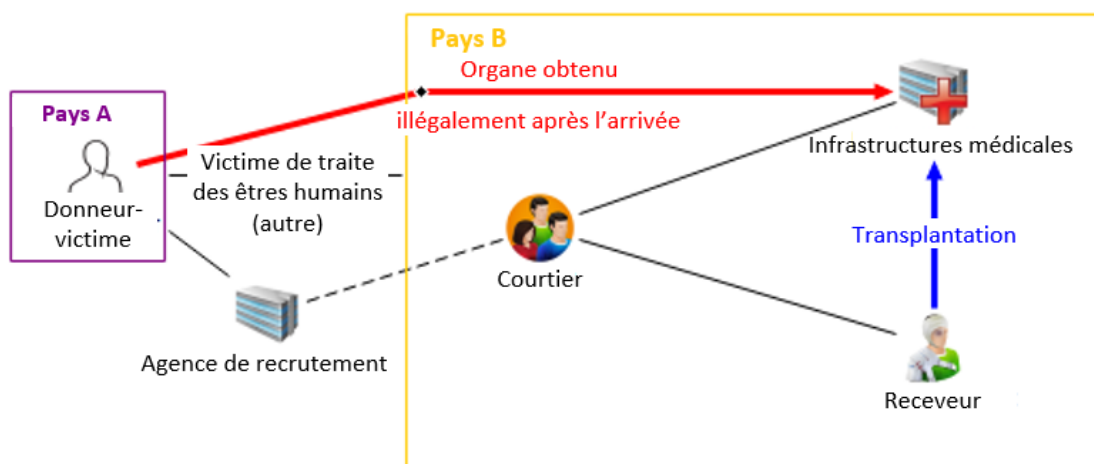 Pays B
Organe obtenu
illégalement après l’arrivée
Pays A
Donneur-
victime
Victime de traite
des êtres humains
(autre)
Infrastructures médicales
Courtier
Transplantation
Agence de recrutement
Receveur